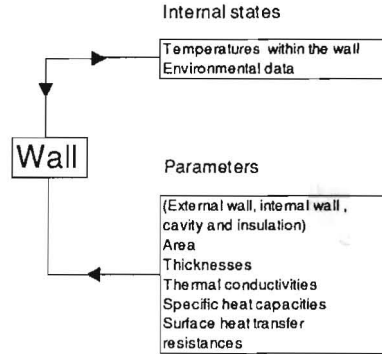 Internal states
Temperatures within the wall
Environmental data
Wall
Parameters
(External wall, internal wall,
cavity and insulation)
Area
Thicknesses
Thermal conductivities
Specific heat capacities
Surface heat transfer
resistances